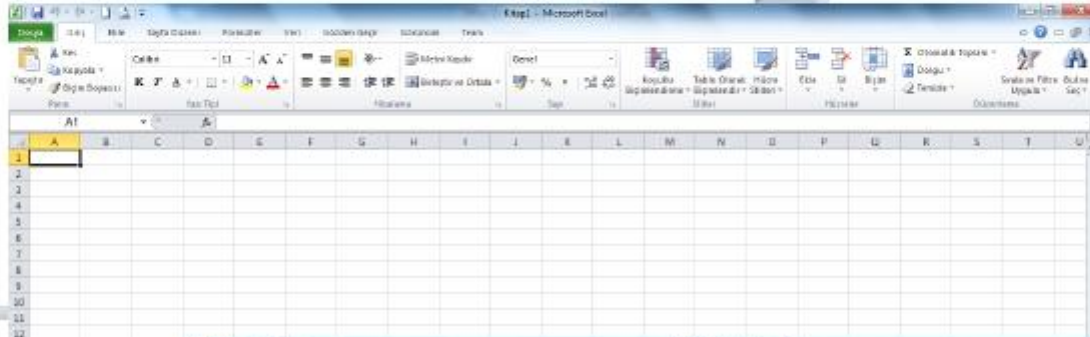 Kitap1 - Microsoft Excel
Dosya Giriş Ekle Sayfa Düzeni Formüller Veri Gözden Geçir Görünüm Team
Kes Calibri 11 A A Metni Kaydır Genel Σ Otomatik Toplam
Kopyala Dolgu
Yapıştır Biçim Boyacısı K T A Birleştir ve Ortala % Koşullu Biçimlendirme Tablo Olarak Biçimlendir Hücre Stilleri Ekle Sil Biçim Temizle Sırala ve Filtre Uygula Bul ve Seç
Pano Yazı Tipi Hizalama Sayı Stiller Hücreler Düzenleme
A1 fx
A B C D E F G H I J K L M N O P Q R S T U
1
2
3
4
5
6
7
8
9
10
11
12